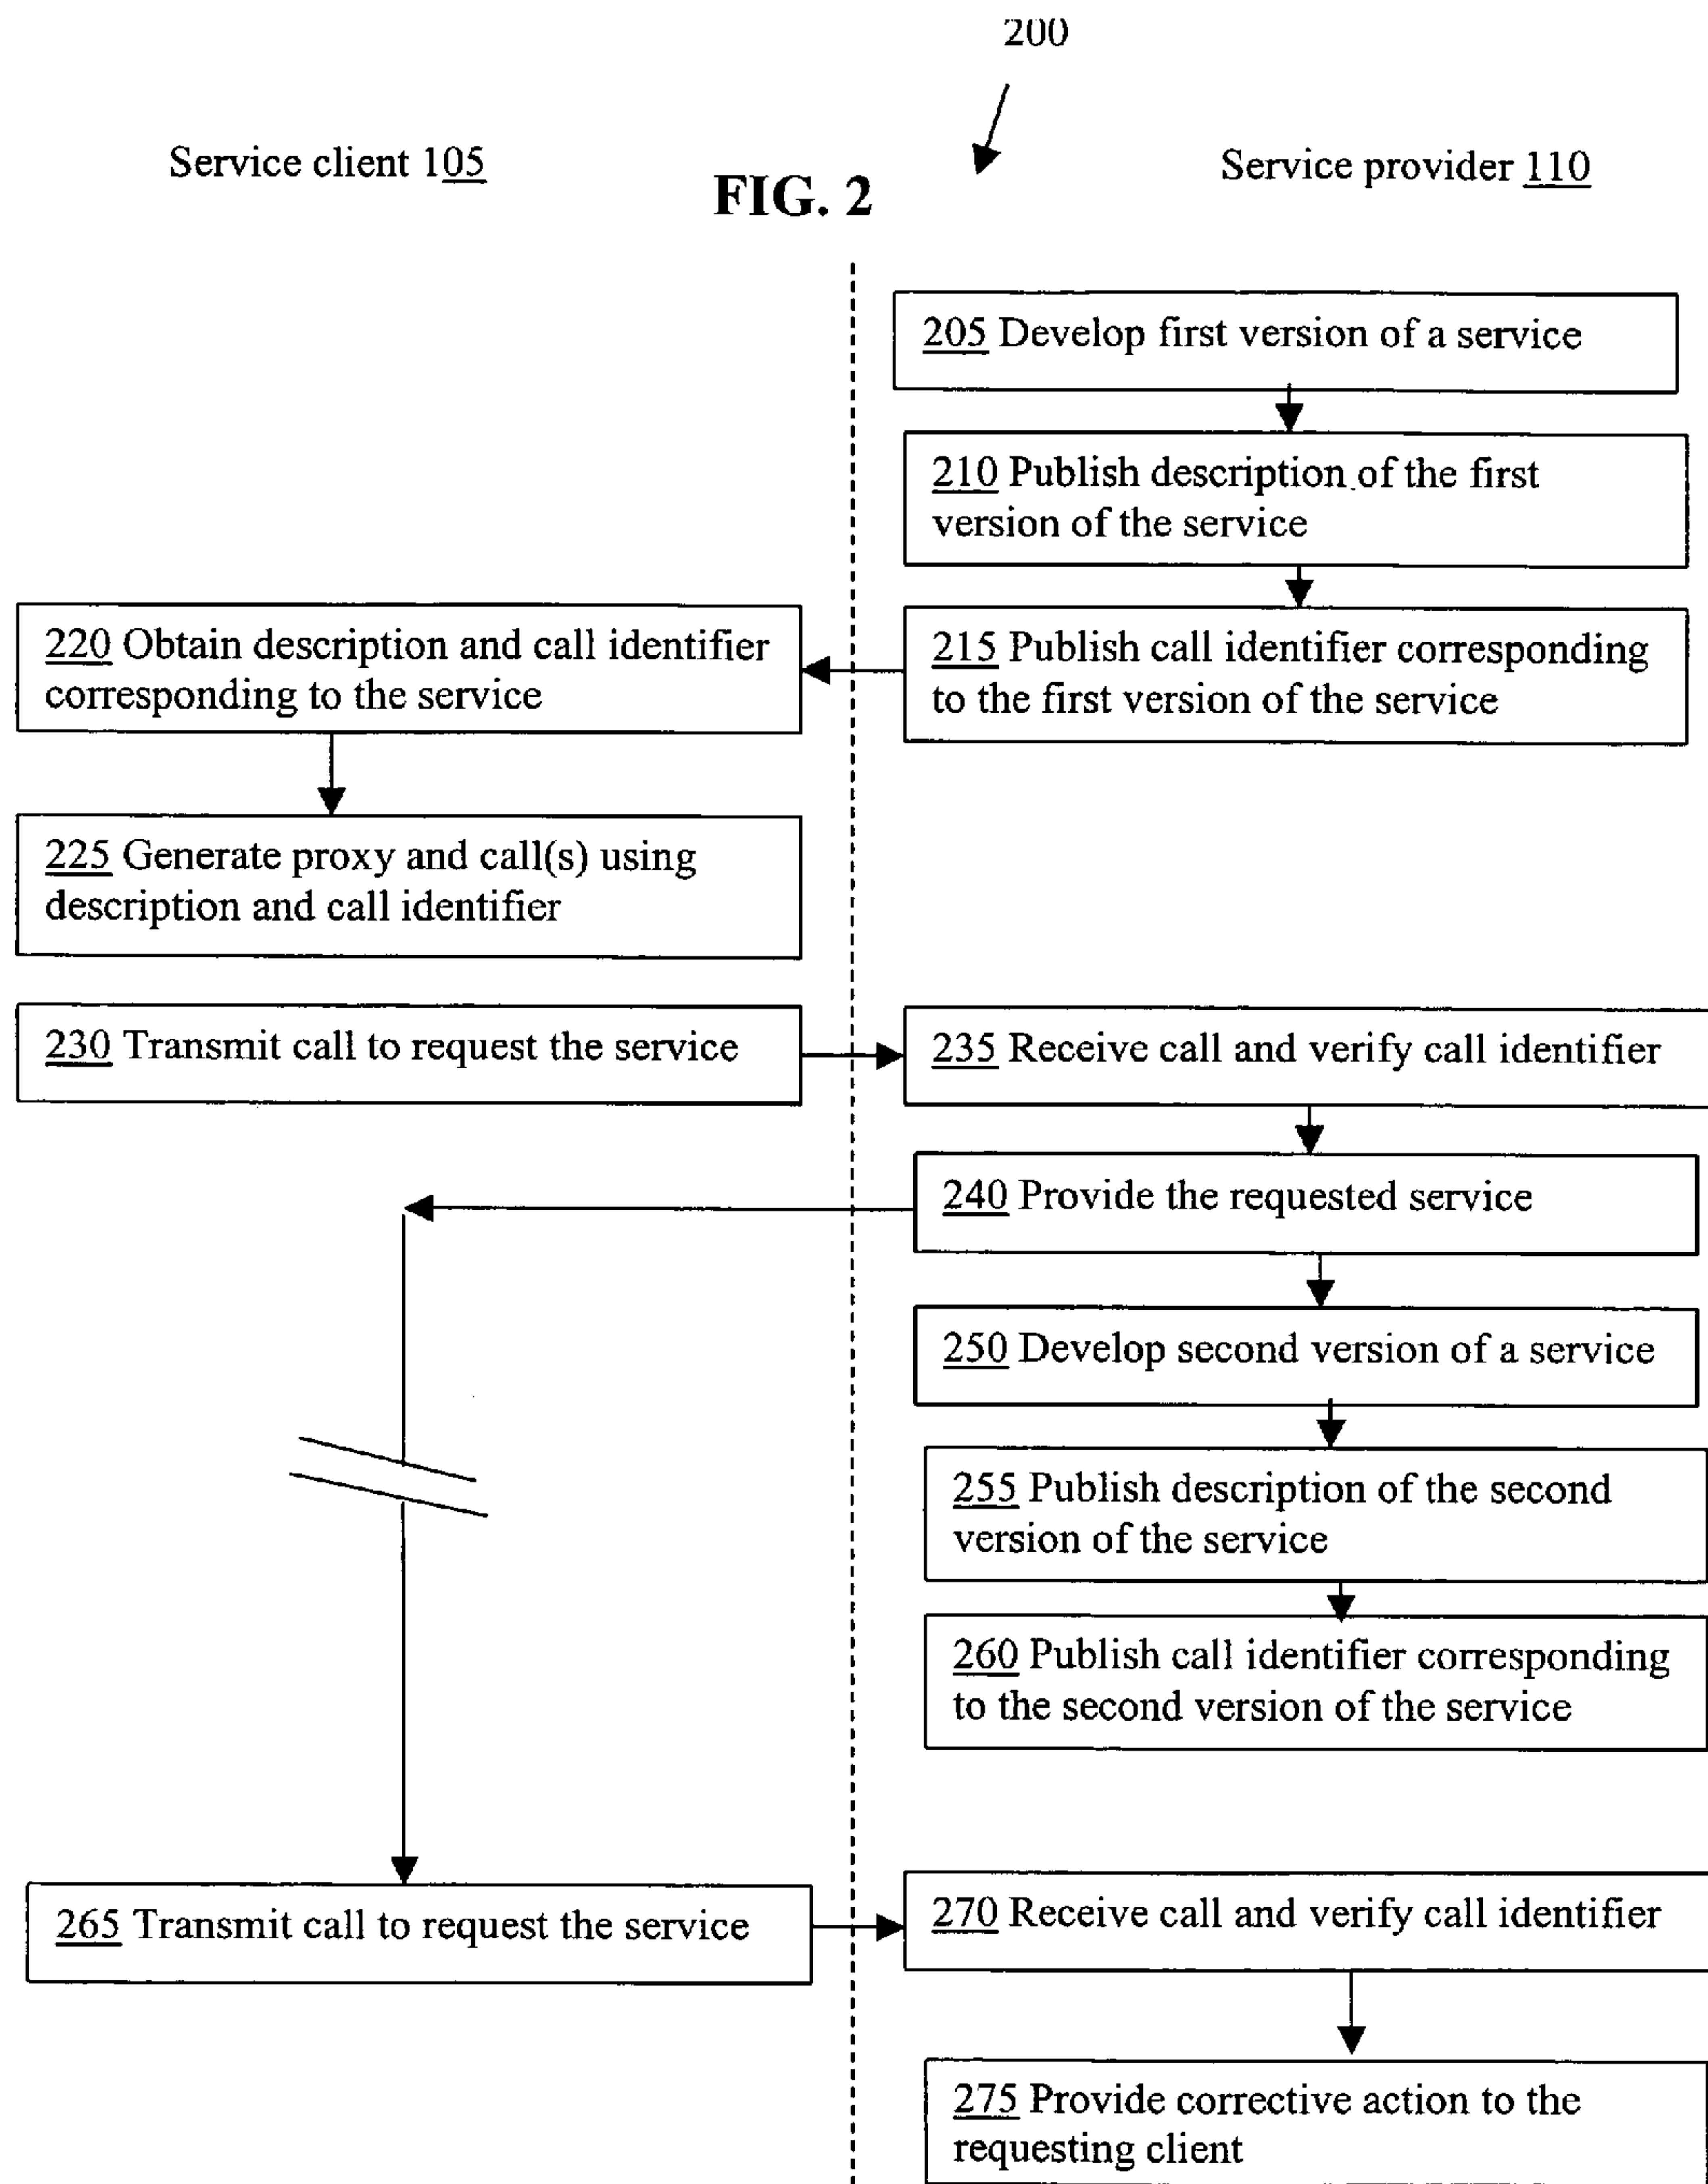 200
Service client 105
Service provider 110
FIG. 2
205 Develop first version of a service
210 Publish description of the first
version of the service
220 Obtain description and call identifier
corresponding to the service
215 Publish call identifier corresponding
to the first version of the service
225 Generate proxy and call(s) using
description and call identifier
230 Transmit call to request the service
235 Receive call and verify call identifier
240 Provide the requested service
250 Develop second version of a service
255 Publish description of the second
version of the service
260 Publish call identifier corresponding
to the second version of the service
265 Transmit call to request the service
270 Receive call and verify call identifier
275 Provide corrective action to the
requesting client